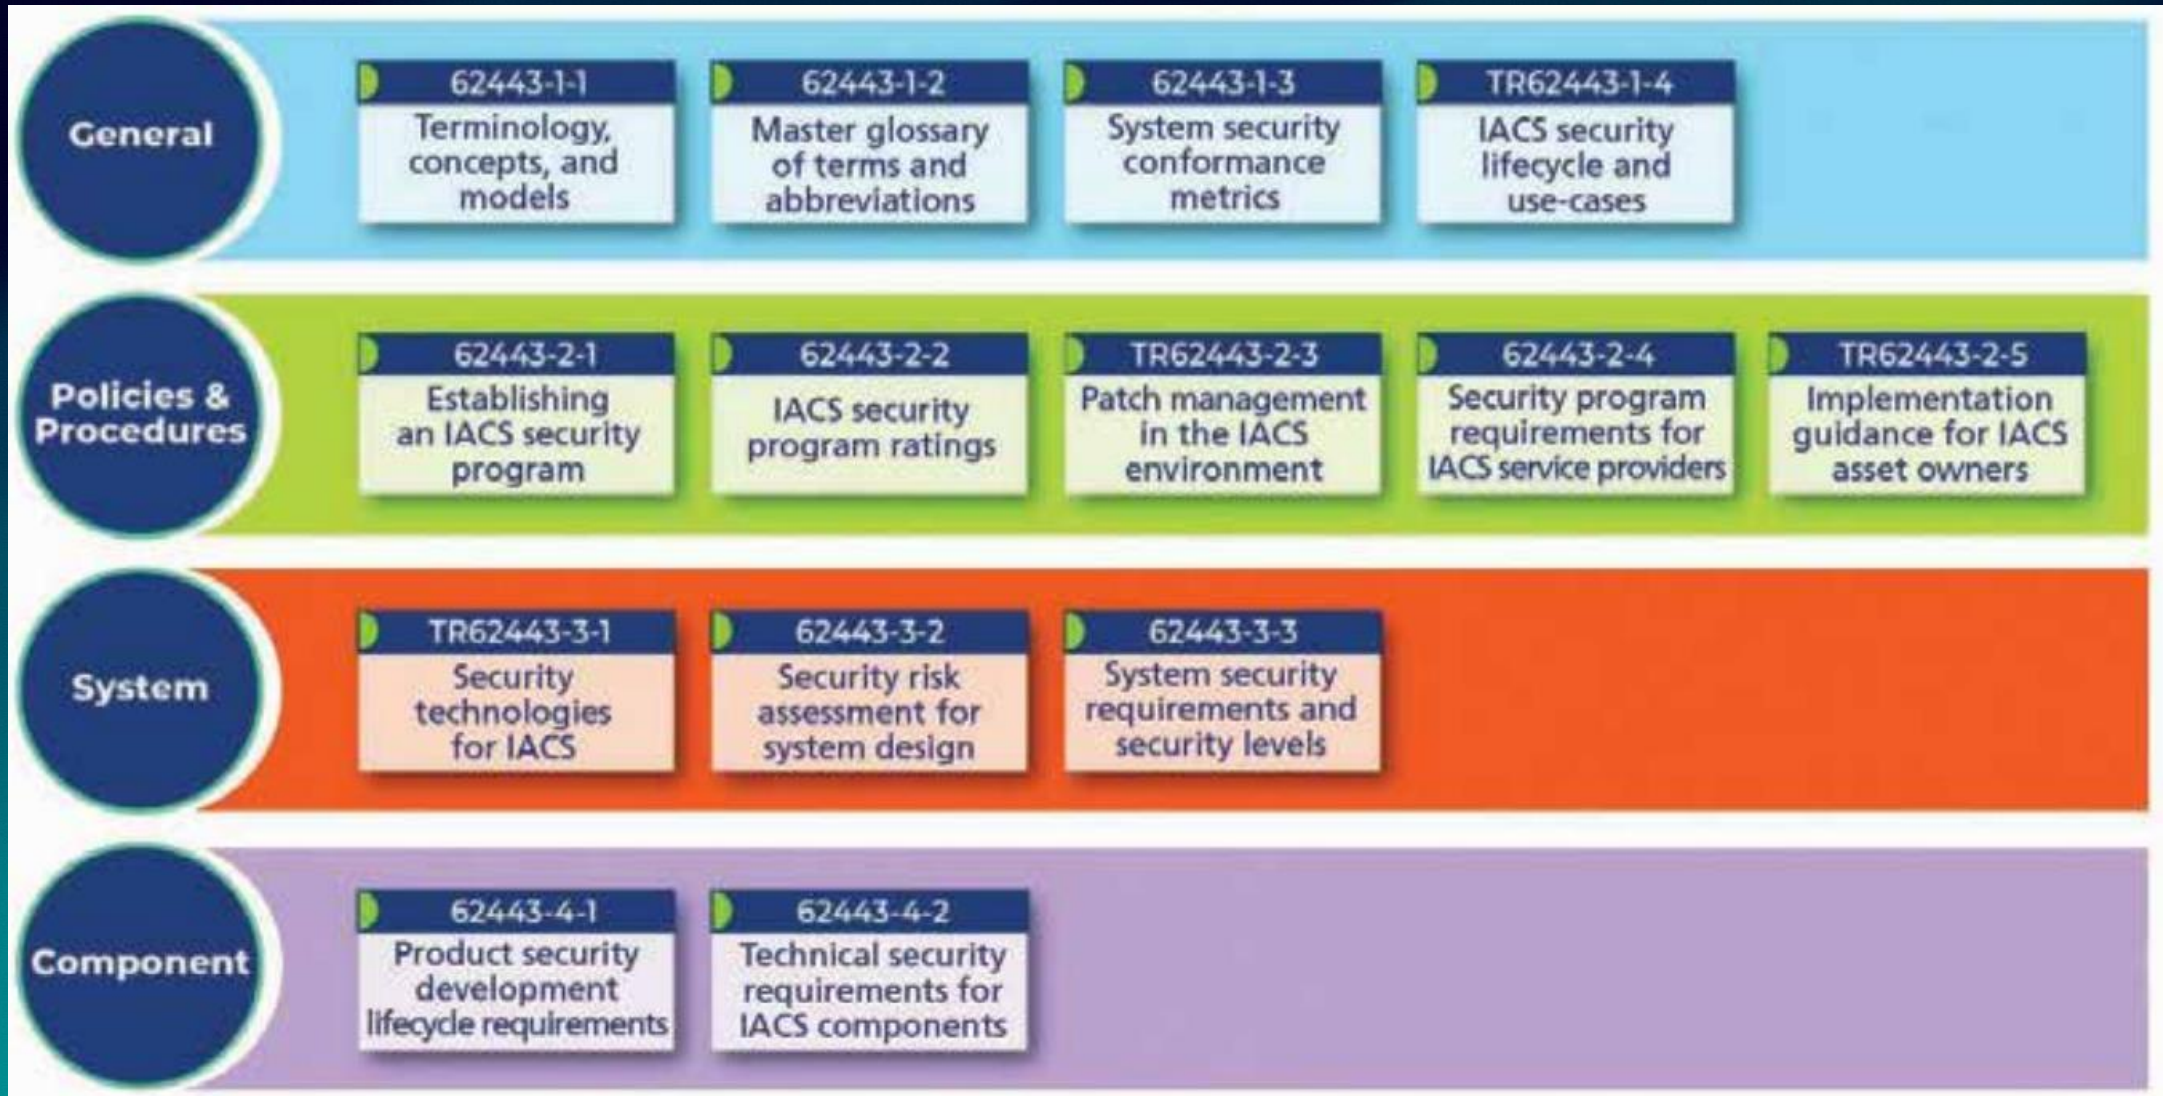 General
62443-1-1
Terminology,
concepts, and
models
62443-1-2
Master glossary
of terms and
abbreviations
62443-1-3
System security
conformance
metrics
TR62443-1-4
IACS security
lifecycle and
use-cases
Policies &
Procedures
62443-2-1
Establishing
an IACS security
program
62443-2-2
IACS security
program ratings
TR62443-2-3
Patch management
in the IACS
environment
62443-2-4
Security program
requirements for
IACS service providers
TR62443-2-5
Implementation
guidance for IACS
asset owners
System
TR62443-3-1
Security
technologies
for IACS
62443-3-2
Security risk
assessment for
system design
62443-3-3
System security
requirements and
security levels
Component
62443-4-1
Product security
development
lifecycle requirements
62443-4-2
Technical security
requirements for
IACS components